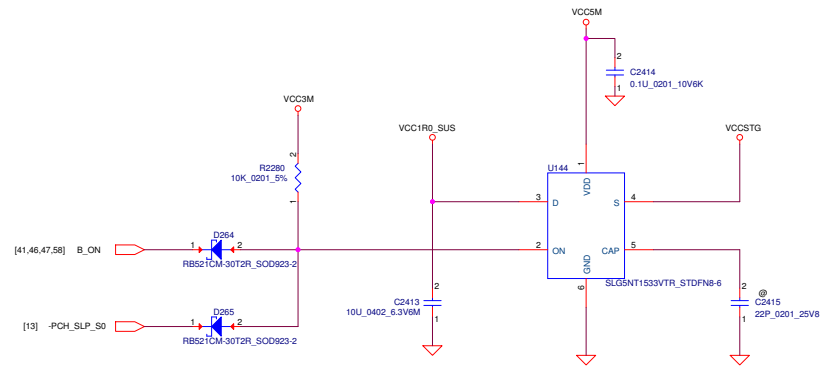 VCC5M
2
C2414
0.1U_0201_10V6K
1
VCC3M
VCC1R0_SUS
VCCSTG
2
R2280
10K_0201_5%
1
U144
1
VDD
3
D
S
4
2
ON
CAP
5
GND
6
SLG5NT1533VTR_STDFN8-6
[41,46,47,58]
B_ON
1
D264
2
RB521CM-30T2R_SOD923-2
[13]
-PCH_SLP_S0
1
D265
2
RB521CM-30T2R_SOD923-2
2
C2413
10U_0402_6.3V6M
1
2
@
C2415
22P_0201_25V8
1